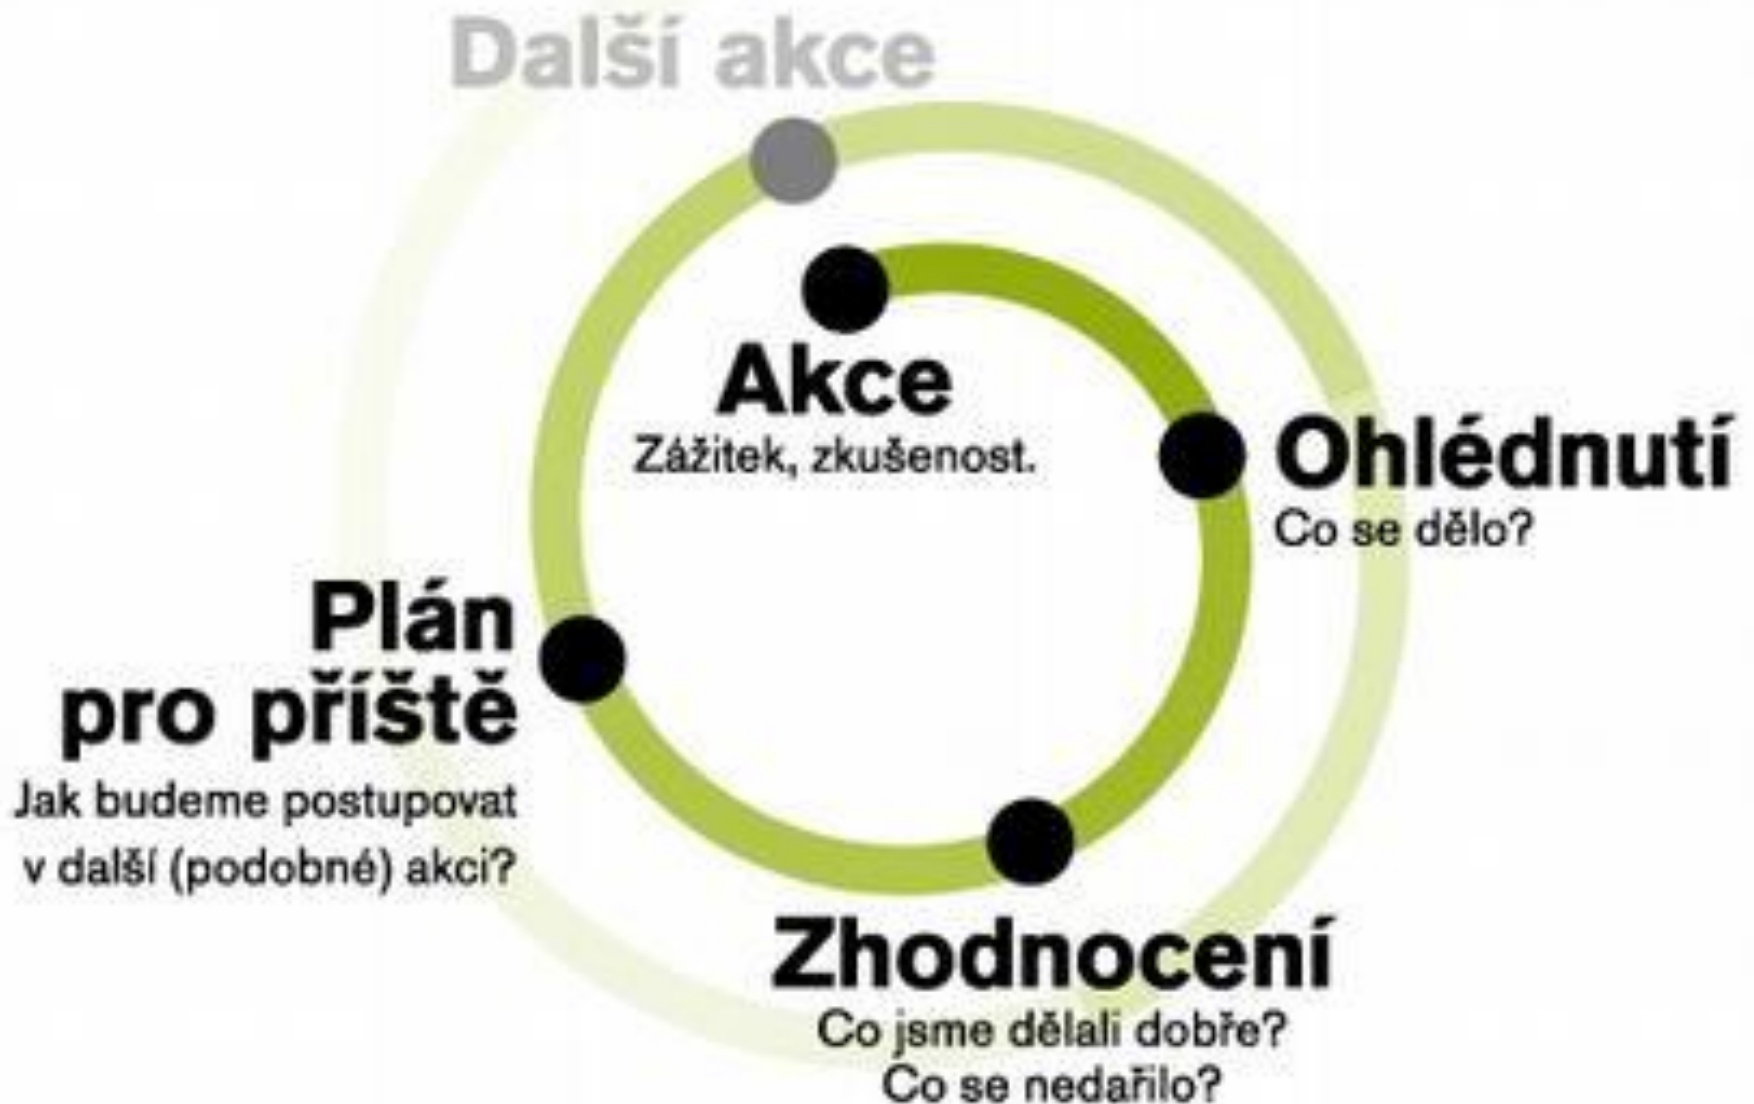 Další akce
Akce
Zážitek, zkušenost.
Ohlédnutí
Co se dělo?
Zhodnocení
Co jsme dělali dobře?
Co se nedařilo?
Plán
pro příště
Jak budeme postupovat
v další (podobné) akci?